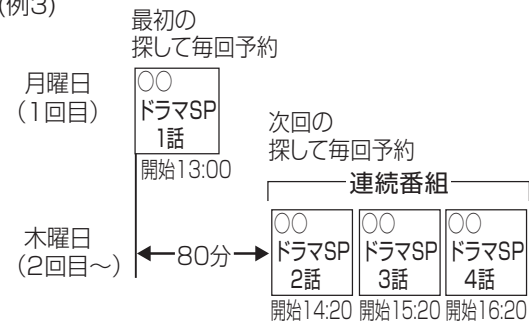 (例3)
最初の
探して毎回予約
月曜日
（1回目）
○○
ドラマSP
1話
開始13:00
次回の
探して毎回予約
連続番組
木曜日
（2回目～）
80分
○○
ドラマSP
2話
開始14:20
○○
ドラマSP
3話
開始15:20
○○
ドラマSP
4話
開始16:20